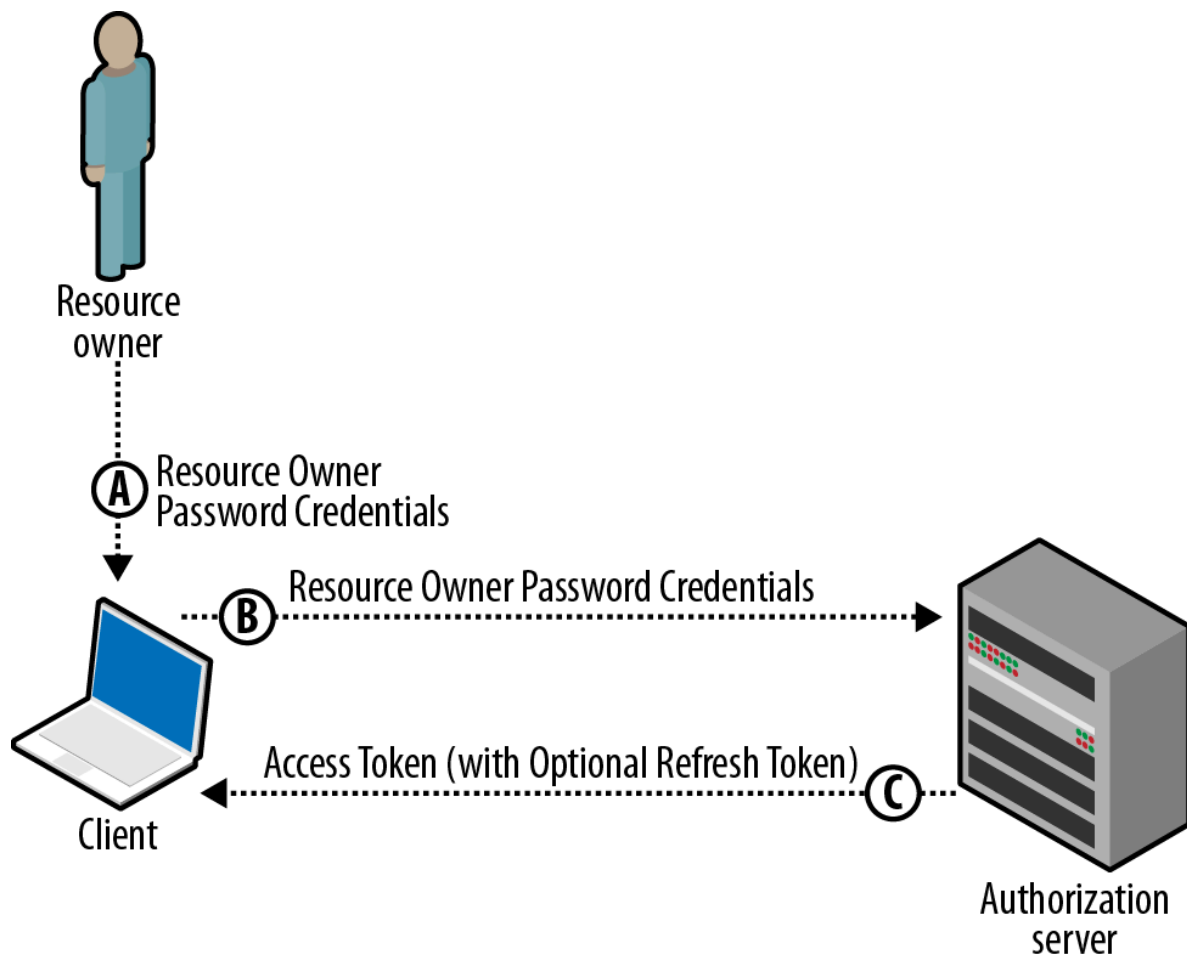 Resource
owner
A
Resource Owner
Password Credentials
Resource Owner Password Credentials
B
Access Token (with Optional Refresh Token)
C
Client
Authorization
server